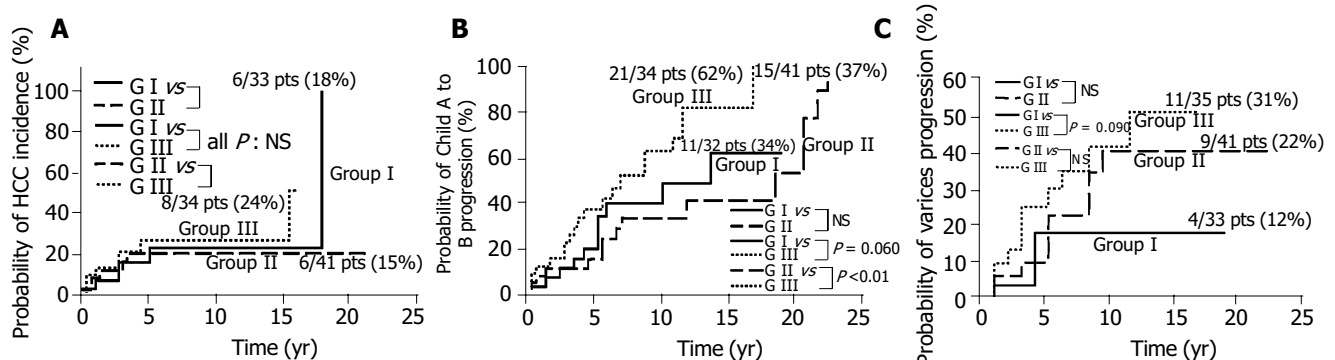 A
Probability of HCC incidence (%)
100
80
60
40
20
0
G I vs
G II
G I vs
G III
G II vs
G III
all P : NS
6/33 pts (18%)
Group I
8/34 pts (24%)
Group III
Group II
6/41 pts (15%)
0 5 10 15 20 25
Time (yr)
B
Probability of Child A to
B progression (%)
100
80
60
40
20
0
21/34 pts (62%)
Group III
15/41 pts (37%)
11/32 pts (34%)
Group I
Group II
G I vs
G II
NS
G I vs
G III
P = 0.060
G II vs
G III
P < 0.01
0 5 10 15 20 25
Time (yr)
C
Probability of varices progression (%)
60
50
40
30
20
10
0
G I vs
G II
NS
G I vs
G III
P = 0.090
G II vs
G III
NS
11/35 pts (31%)
Group III
9/41 pts (22%)
Group II
4/33 pts (12%)
Group I
0 5 10 15 20 25
Time (yr)